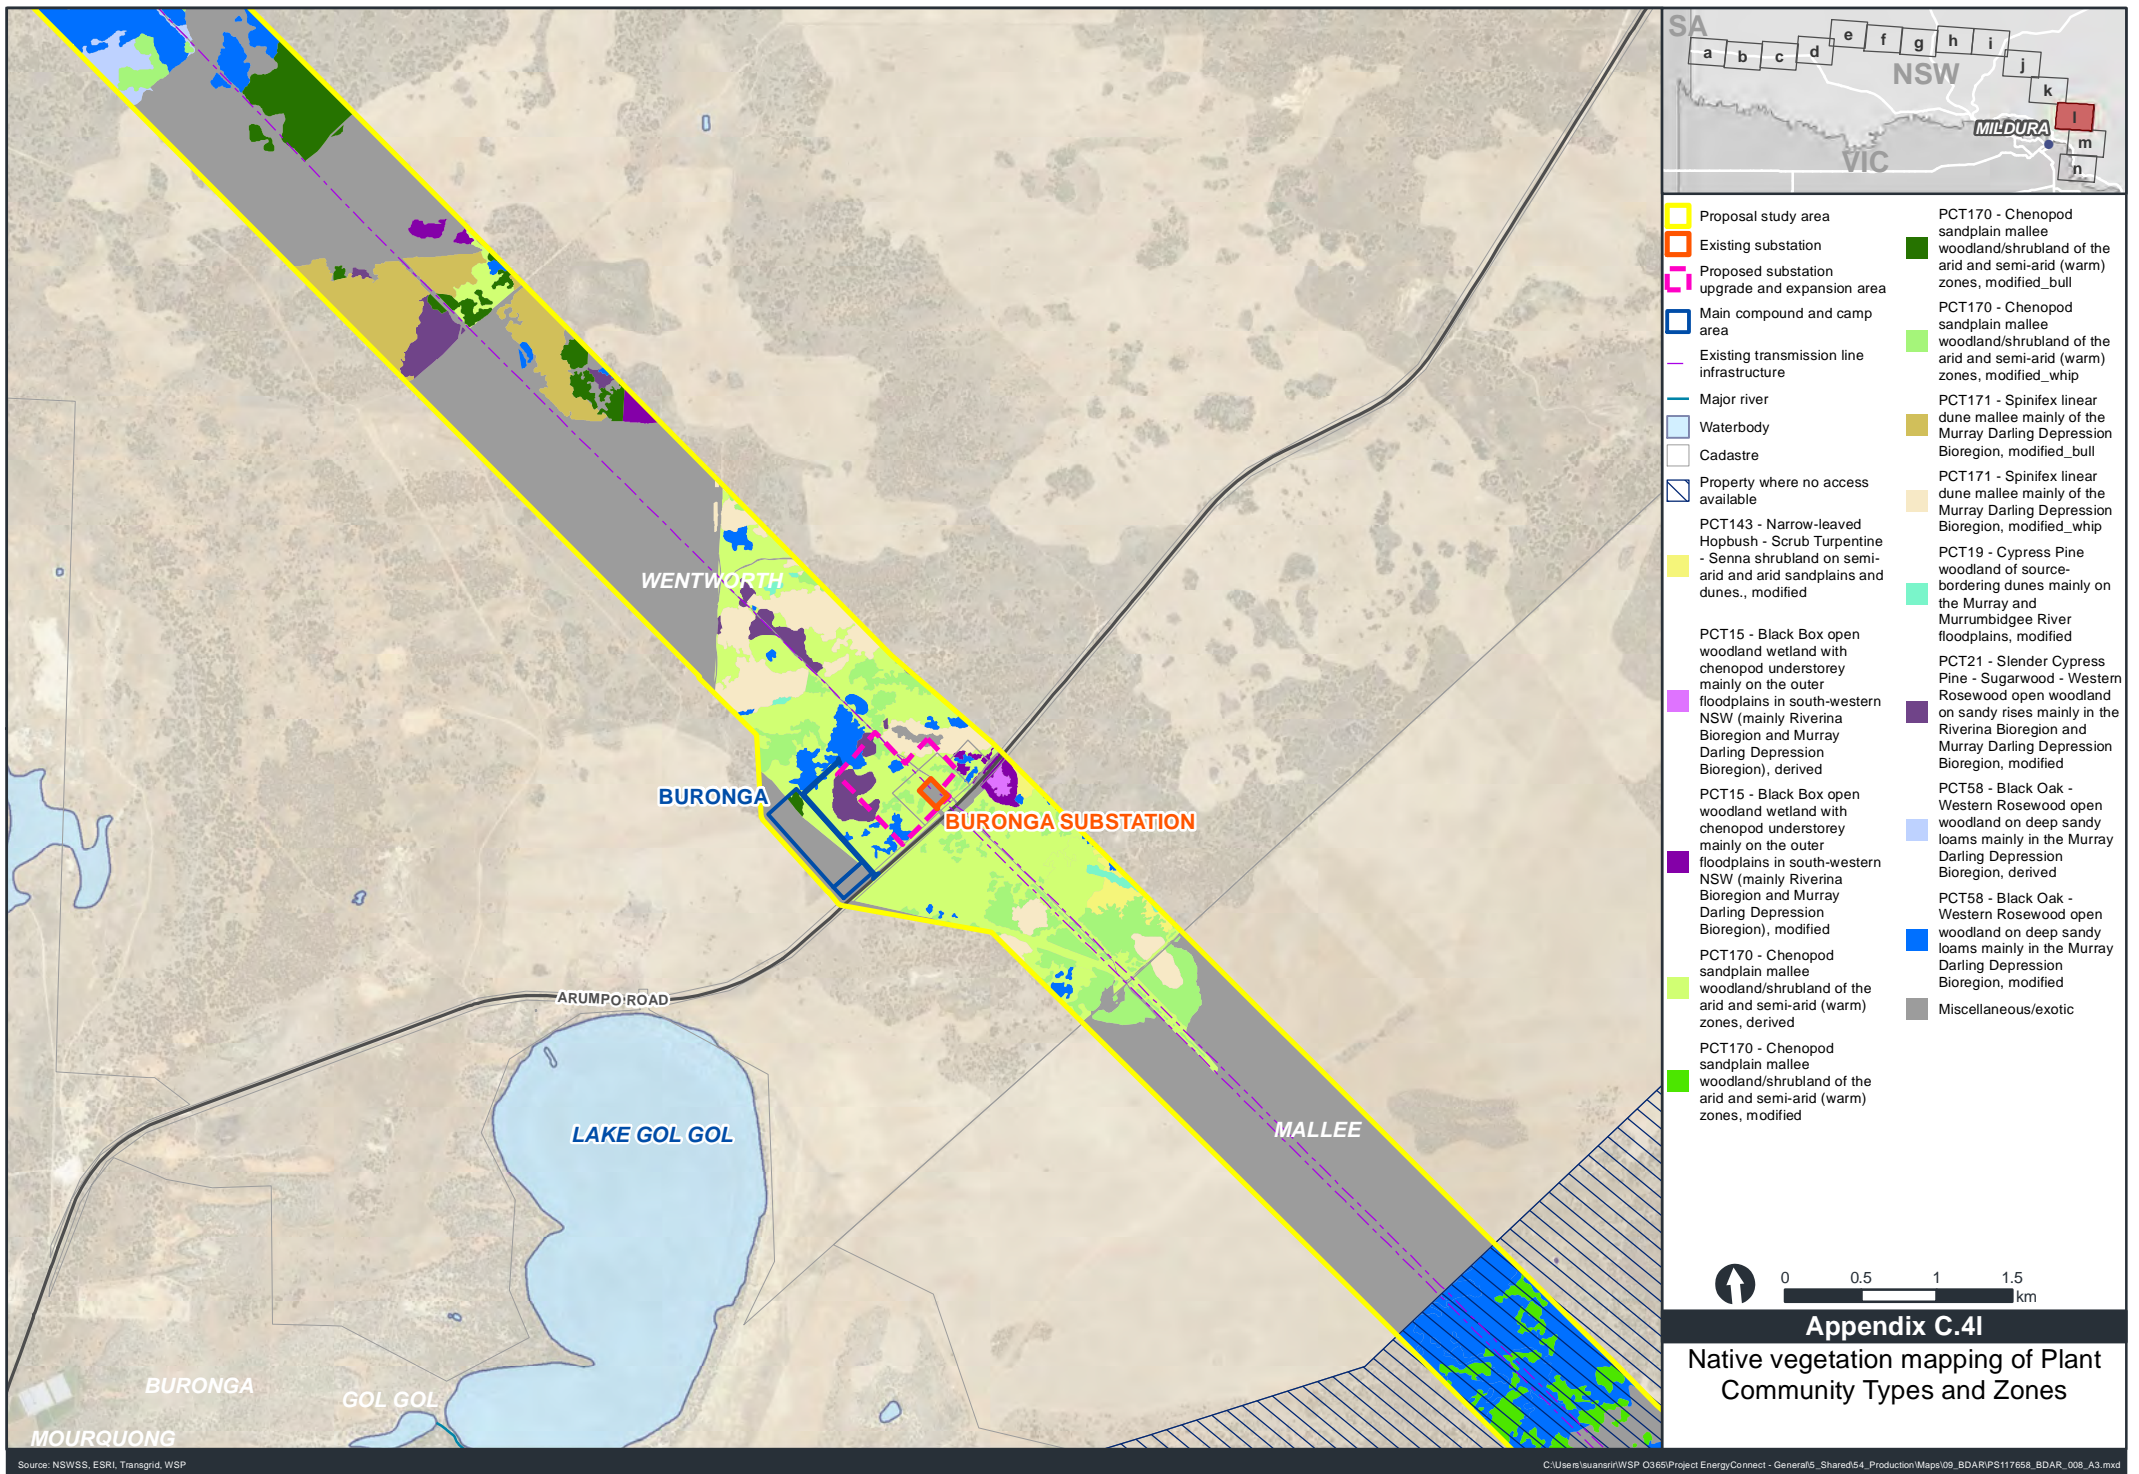 SA
NSW
VIC
MILDURA
a
b
c
d
e
f
g
h
i
j
k
l
m
n
WENTWORTH
BURONGA
BURONGA SUBSTATION
ARUMPO ROAD
LAKE GOL GOL
MALLEE
BURONGA
GOL GOL
MOURQUONG
Proposal study area
Existing substation
Proposed substation
upgrade and expansion area
Main compound and camp
area
Existing transmission line
infrastructure
Major river
Waterbody
Cadastre
Property where no access
available
PCT143 - Narrow-leaved
Hopbush - Scrub Turpentine
- Senna shrubland on semi-
arid and arid sandplains and
dunes., modified
PCT15 - Black Box open
woodland wetland with
chenopod understorey
mainly on the outer
floodplains in south-western
NSW (mainly Riverina
Bioregion and Murray
Darling Depression
Bioregion), derived
PCT15 - Black Box open
woodland wetland with
chenopod understorey
mainly on the outer
floodplains in south-western
NSW (mainly Riverina
Bioregion and Murray
Darling Depression
Bioregion), modified
PCT170 - Chenopod
sandplain mallee
woodland/shrubland of the
arid and semi-arid (warm)
zones, derived
PCT170 - Chenopod
sandplain mallee
woodland/shrubland of the
arid and semi-arid (warm)
zones, modified
PCT170 - Chenopod
sandplain mallee
woodland/shrubland of the
arid and semi-arid (warm)
zones, modified_bull
PCT170 - Chenopod
sandplain mallee
woodland/shrubland of the
arid and semi-arid (warm)
zones, modified_whip
PCT171 - Spinifex linear
dune mallee mainly of the
Murray Darling Depression
Bioregion, modified_bull
PCT171 - Spinifex linear
dune mallee mainly of the
Murray Darling Depression
Bioregion, modified_whip
PCT19 - Cypress Pine
woodland of source-
bordering dunes mainly on
the Murray and
Murrumbidgee River
floodplains, modified
PCT21 - Slender Cypress
Pine - Sugarwood - Western
Rosewood open woodland
on sandy rises mainly in the
Riverina Bioregion and
Murray Darling Depression
Bioregion, modified
PCT58 - Black Oak -
Western Rosewood open
woodland on deep sandy
loams mainly in the Murray
Darling Depression
Bioregion, derived
PCT58 - Black Oak -
Western Rosewood open
woodland on deep sandy
loams mainly in the Murray
Darling Depression
Bioregion, modified
Miscellaneous/exotic
0 0.5 1 1.5
km
Appendix C.4l
Native vegetation mapping of Plant
Community Types and Zones
Source: NSWSS, ESRI, Transgrid, WSP
C:\Users\suansrir\WSP O365\Project EnergyConnect - General\5_Shared\54_Production\Maps\09_BDAR\PS117658_BDAR_008_A3.mxd